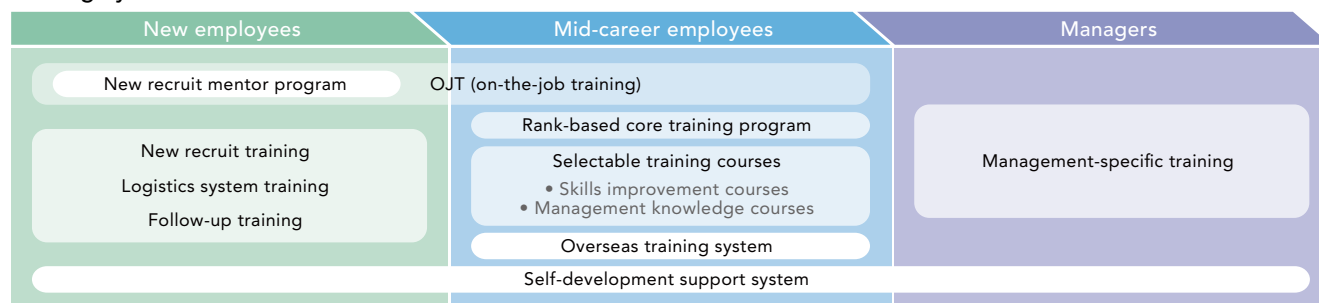 New employees
Mid-career employees
Managers
New recruit mentor program
OJT (on-the-job training)
New recruit training
Logistics system training
Follow-up training
Rank-based core training program
Selectable training courses
• Skills improvement courses
• Management knowledge courses
Overseas training system
Management-specific training
Self-development support system